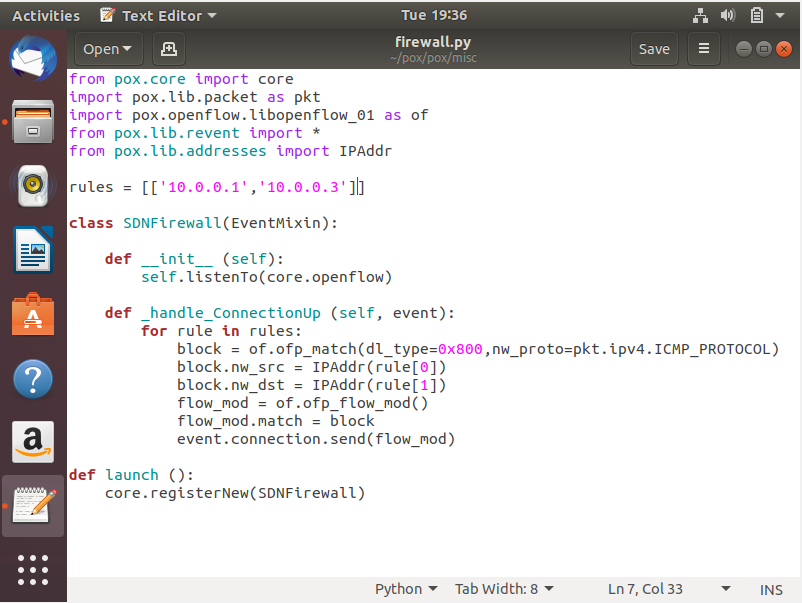 Activities Text Editor Tue 19:36
Open firewall.py Save
~/pox/pox/misc
from pox.core import core
import pox.lib.packet as pkt
import pox.openflow.libopenflow_01 as of
from pox.lib.revent import *
from pox.lib.addresses import IPAddr
rules = [['10.0.0.1','10.0.0.3']]
class SDNFirewall(EventMixin):
    def __init__ (self):
        self.listenTo(core.openflow)
    def _handle_ConnectionUp (self, event):
        for rule in rules:
            block = of.ofp_match(dl_type=0x800,nw_proto=pkt.ipv4.ICMP_PROTOCOL)
            block.nw_src = IPAddr(rule[0])
            block.nw_dst = IPAddr(rule[1])
            flow_mod = of.ofp_flow_mod()
            flow_mod.match = block
            event.connection.send(flow_mod)
def launch ():
    core.registerNew(SDNFirewall)
Python Tab Width: 8 Ln 7, Col 33 INS